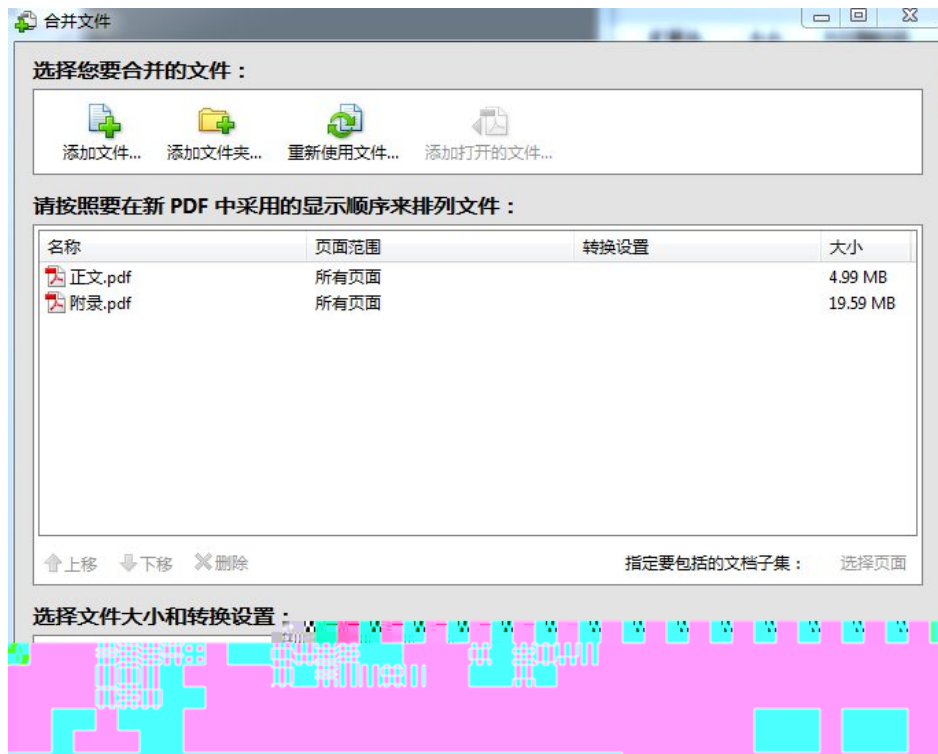 合并文件
选择您要合并的文件：
添加文件... 添加文件夹... 重新使用文件... 添加打开的文件...
请按照要在新 PDF 中采用的显示顺序来排列文件：
名称 页面范围 转换设置 大小
正文.pdf 所有页面 4.99 MB
附录.pdf 所有页面 19.59 MB
上移 下移 删除 指定要包括的文档子集： 选择页面
选择文件大小和转换设置：